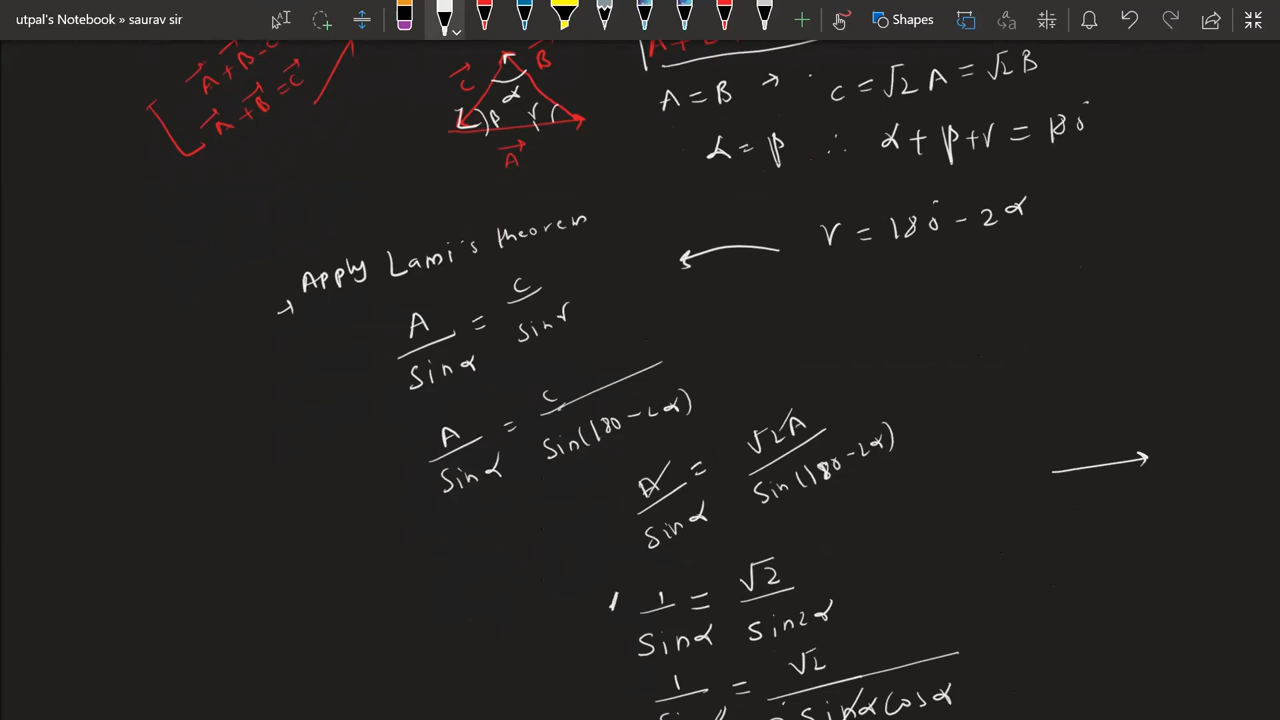 utpal's Notebook » saurav sir
Shapes
A = B → c = √2 A = √2 B
C B
α
β γ
A
A + B = C
α = β ∴ α + β + γ = 180°
γ = 180° - 2α
→ Apply Lami's theorem
A/Sinα = C/Sinγ
A/Sinα = C/Sin(180-2α)
A/Sinα = √2A/Sin(180-2α)
1/Sinα = √2/Sin2α
1/ = √2/Sinα Cosα